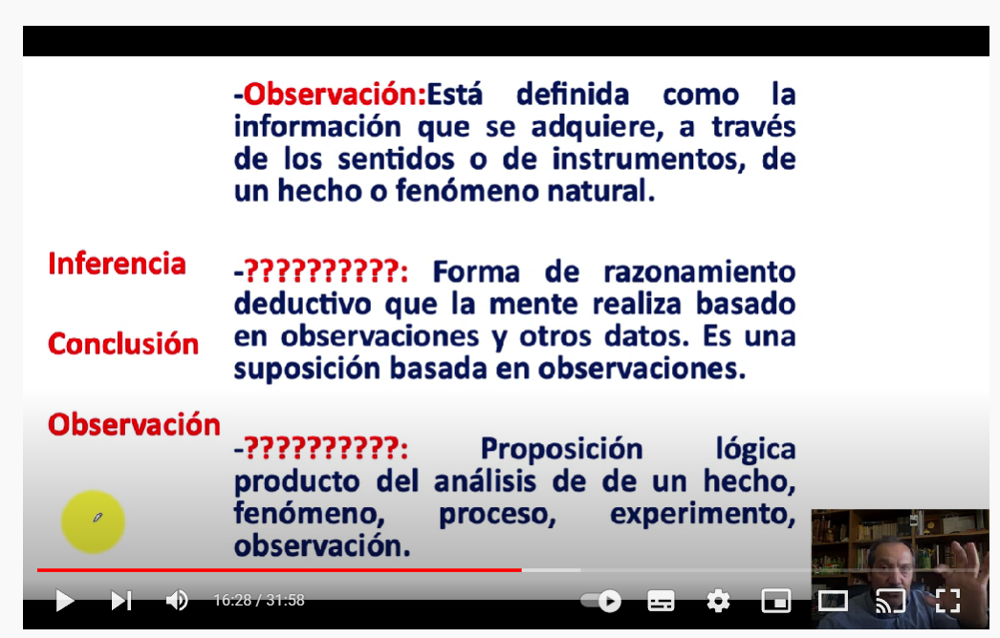 -Observación:Está definida como la
información que se adquiere, a través
de los sentidos o de instrumentos, de
un hecho o fenómeno natural.
Inferencia
-??????????: Forma de razonamiento
deductivo que la mente realiza basado
Conclusión
en observaciones y otros datos. Es una
suposición basada en observaciones.
Observación
-??????????: Proposición lógica
producto del análisis de de un hecho,
fenómeno, proceso, experimento,
observación.
16:28 / 31:58